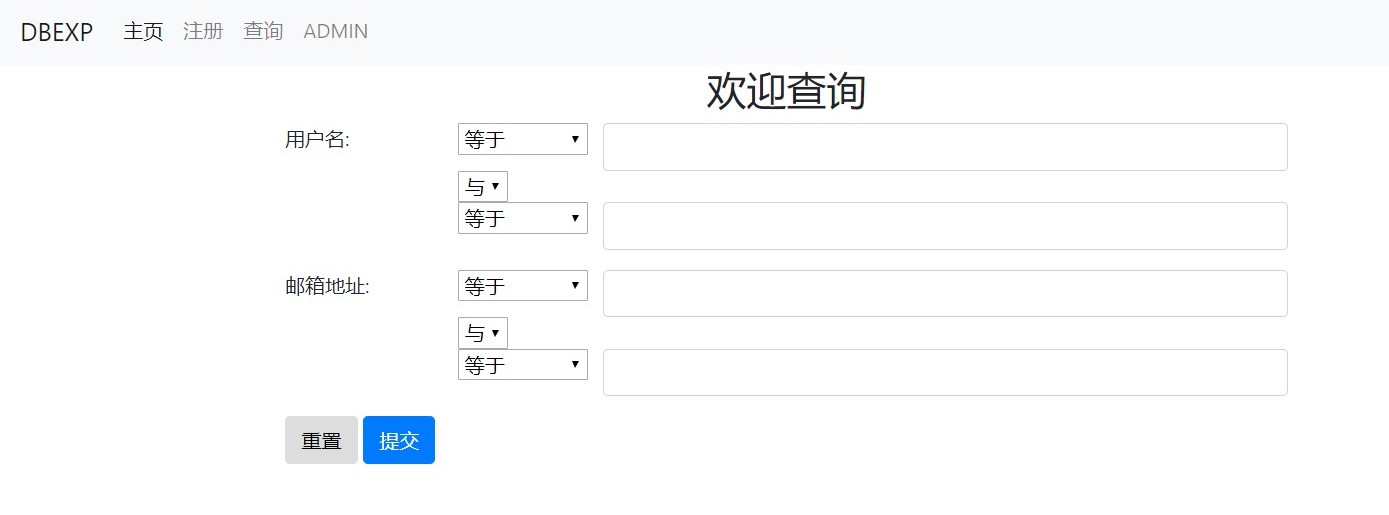 DBEXP 主页 注册 查询 ADMIN
欢迎查询
用户名: 等于
与
等于
邮箱地址: 等于
与
等于
重置 提交